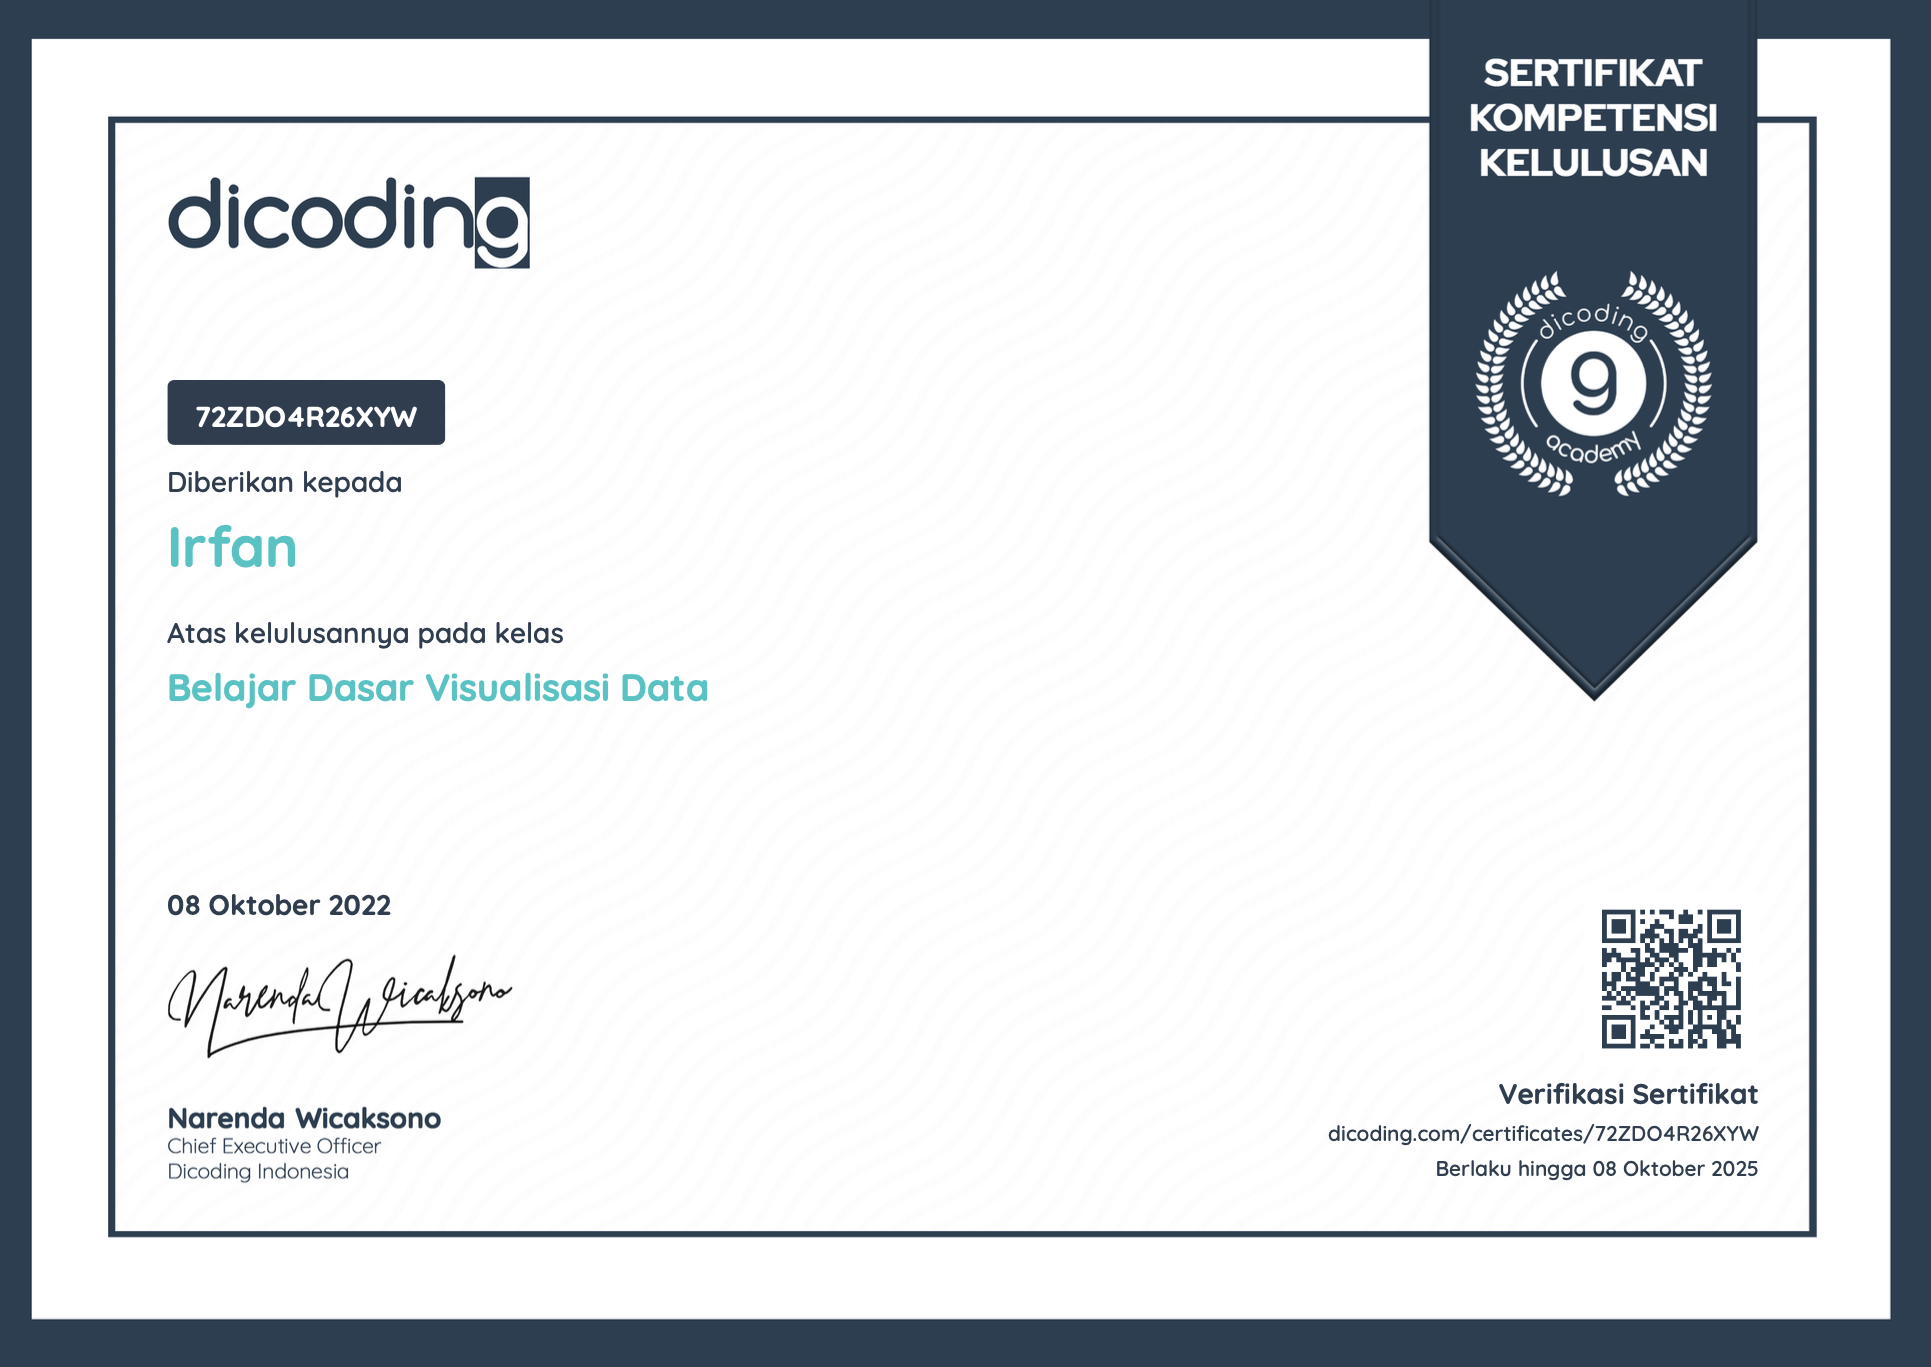 SERTIFIKAT
KOMPETENSI
KELULUSAN
dicoding
dicoding
g
academy
72ZDO4R26XYW
Diberikan kepada
Irfan
Atas kelulusannya pada kelas
Belajar Dasar Visualisasi Data
08 Oktober 2022
Narenda Wicaksono
Narenda Wicaksono
Chief Executive Officer
Dicoding Indonesia
Verifikasi Sertifikat
dicoding.com/certificates/72ZDO4R26XYW
Berlaku hingga 08 Oktober 2025